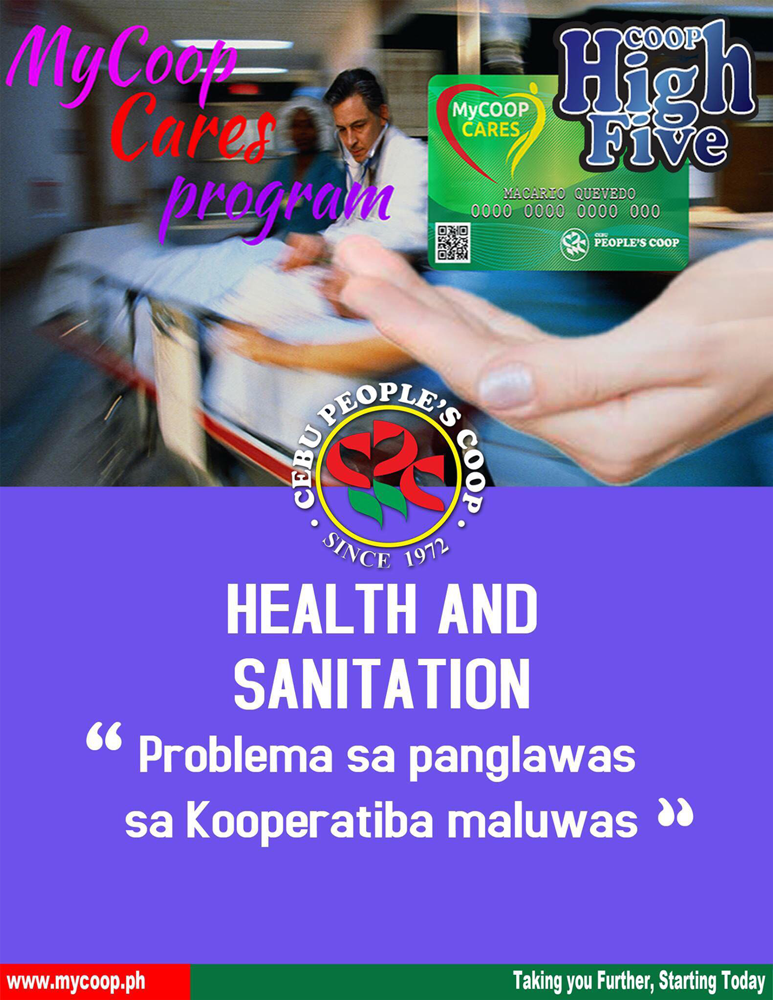 MyCoop
Cares
program
COOP
High
Five
MyCOOP
CARES
MACARIO QUEVEDO
0000 0000 0000 000
CEBU
PEOPLE'S COOP
CEBU PEOPLE'S COOP
• SINCE 1972 •
HEALTH AND
SANITATION
“ Problema sa panglawas
sa Kooperatiba maluwas ”
www.mycoop.ph
Taking you Further, Starting Today